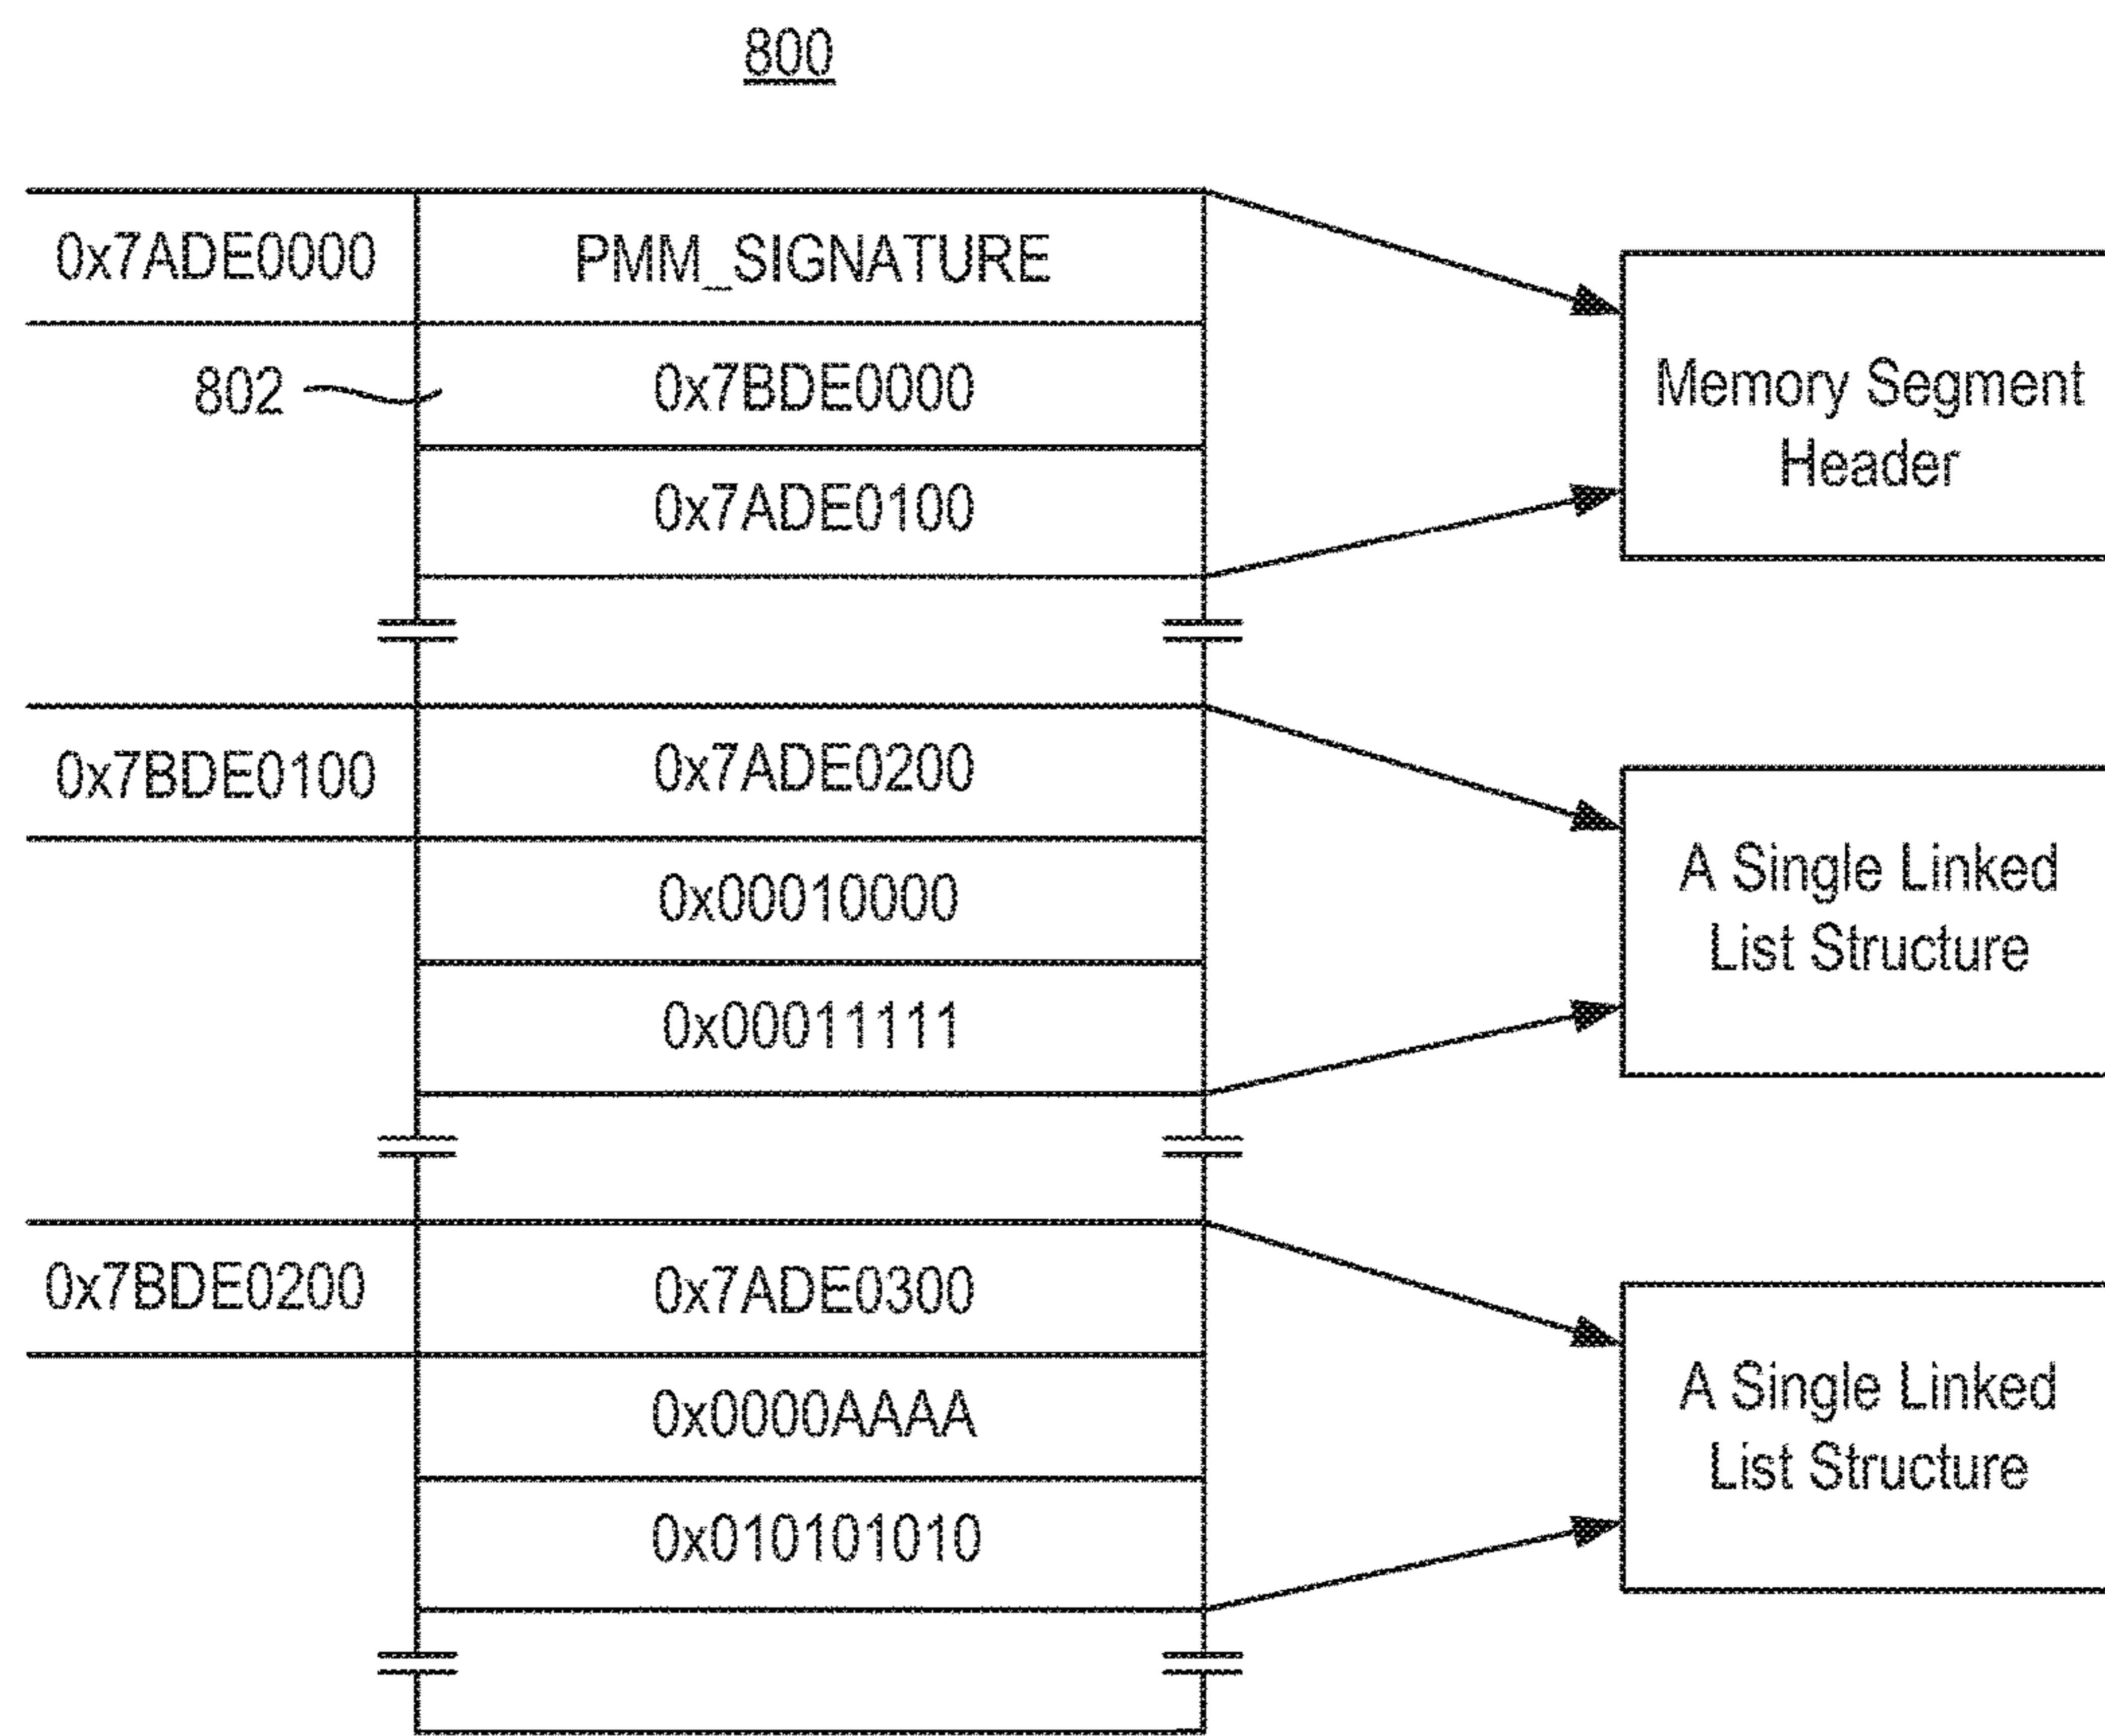 800
0x7ADE0000 PMM_SIGNATURE
802 0x7BDE0000
0x7ADE0100
Memory Segment
Header
0x7BDE0100 0x7ADE0200
0x00010000
0x00011111
A Single Linked
List Structure
0x7BDE0200 0x7ADE0300
0x0000AAAA
0x010101010
A Single Linked
List Structure